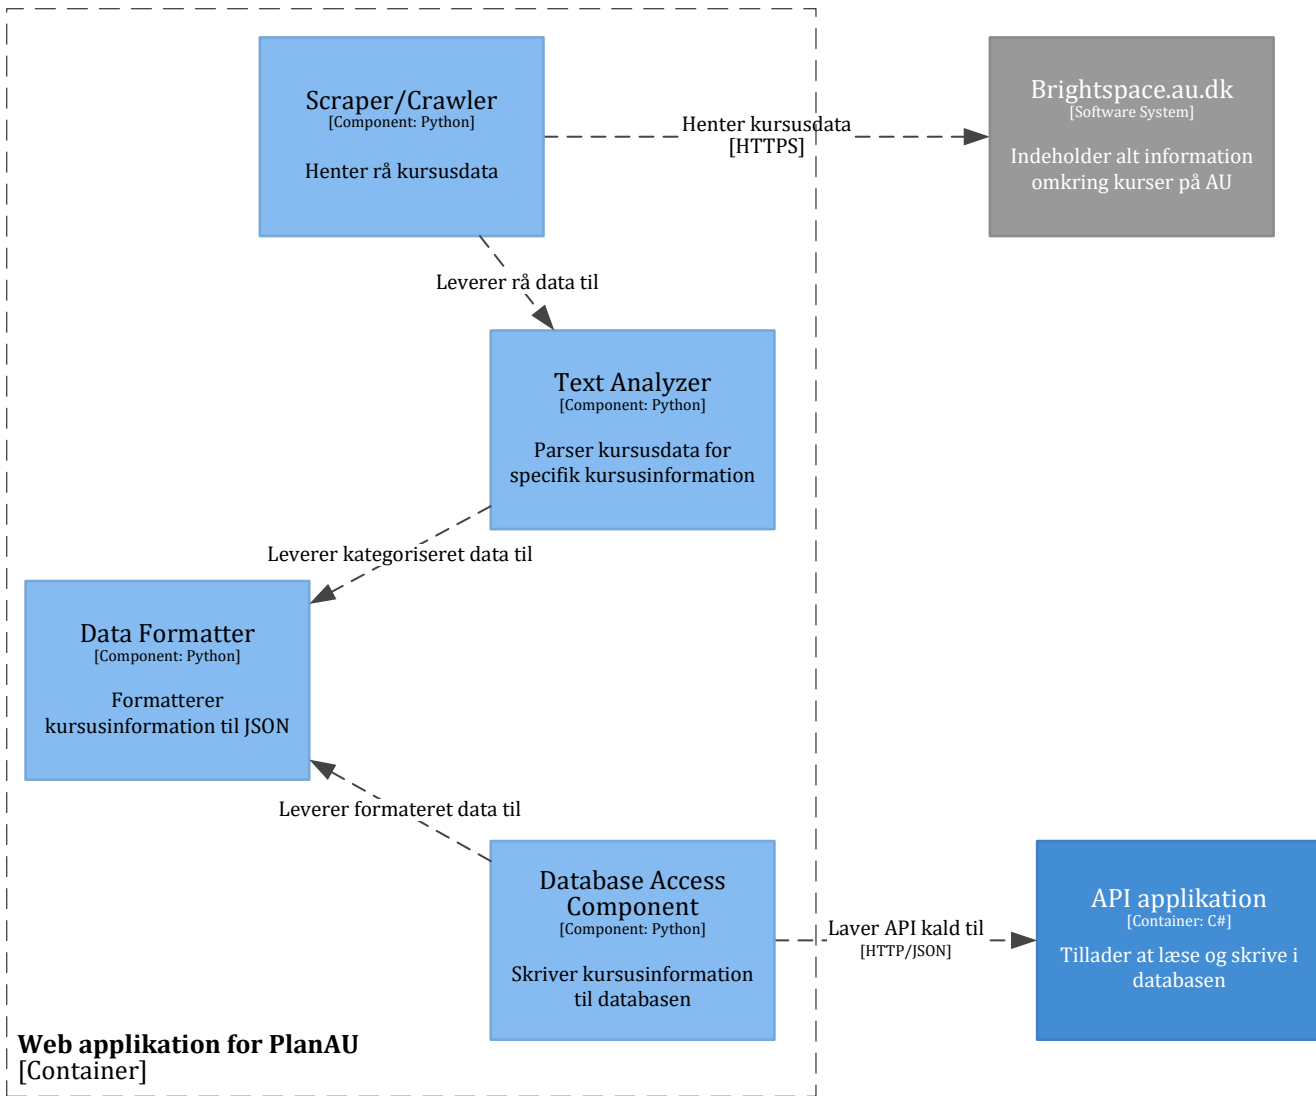 Scraper/Crawler
[Component: Python]
Henter rå kursusdata
Henter kursusdata
[HTTPS]
Brightspace.au.dk
[Software System]
Indeholder alt information
omkring kurser på AU
Leverer rå data til
Text Analyzer
[Component: Python]
Parser kursusdata for
specifik kursusinformation
Leverer kategoriseret data til
Data Formatter
[Component: Python]
Formatterer
kursusinformation til JSON
Leverer formateret data til
Database Access
Component
[Component: Python]
Skriver kursusinformation
til databasen
Laver API kald til
[HTTP/JSON]
API applikation
[Container: C#]
Tillader at læse og skrive i
databasen
Web applikation for PlanAU
[Container]